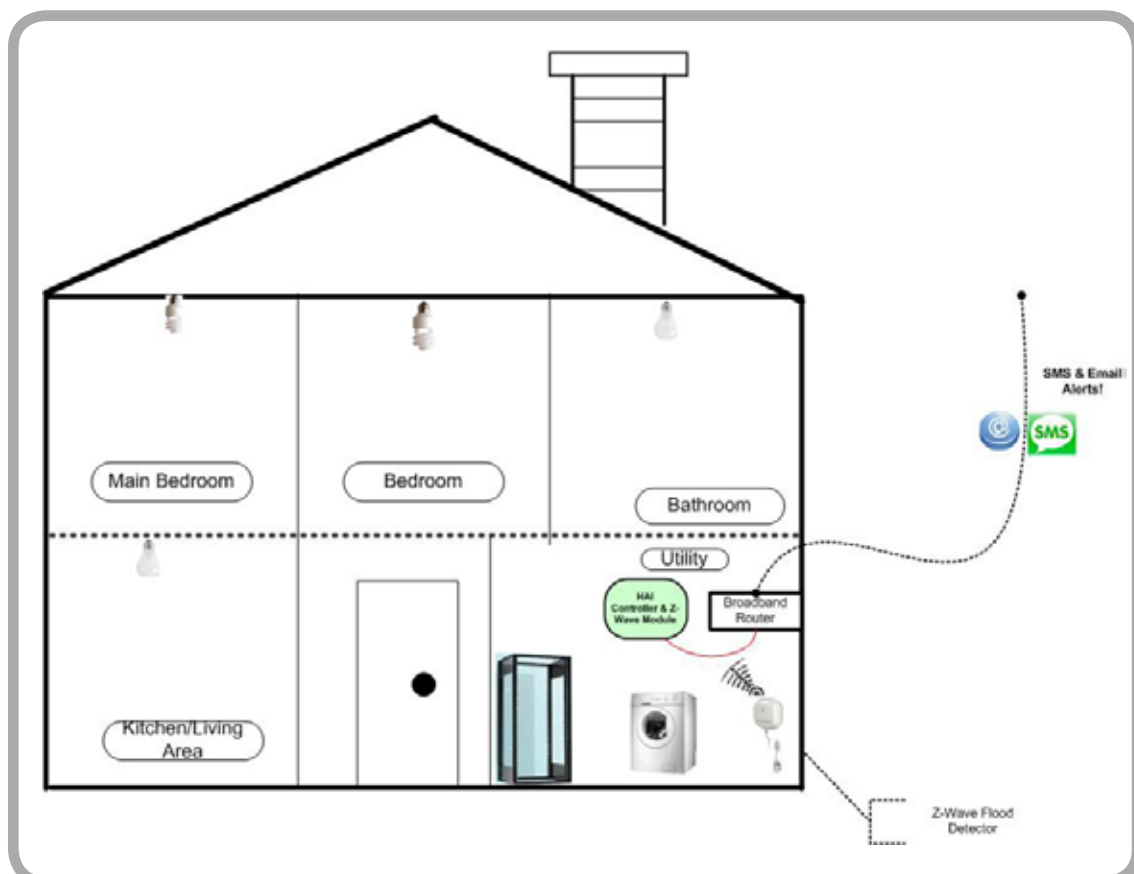 SMS & Email
Alerts!
@
SMS
Main Bedroom
Bedroom
Bathroom
Utility
HAI
Controller & Z-
Wave Module
Broadband
Router
Kitchen/Living
Area
Z-Wave Flood
Detector